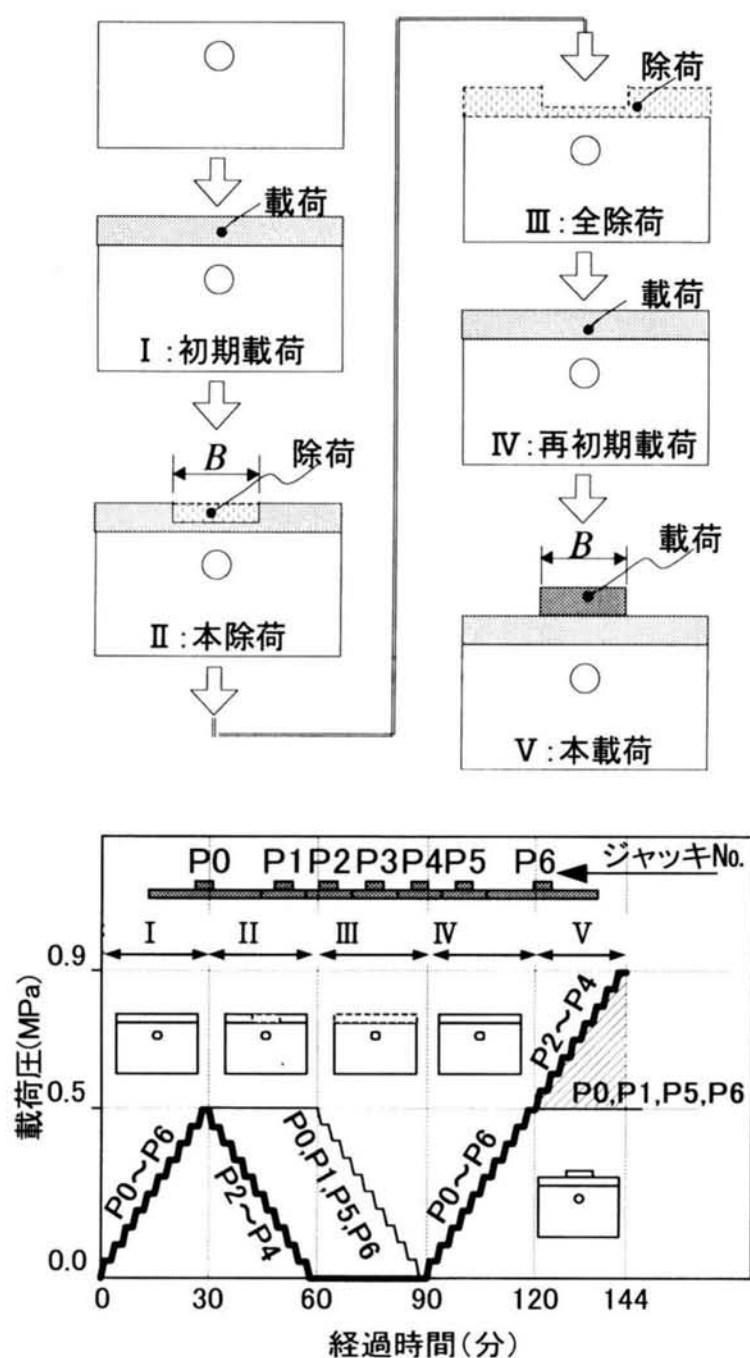 載荷
Ⅰ:初期載荷
B
除荷
Ⅱ:本除荷
除荷
Ⅲ:全除荷
載荷
Ⅳ:再初期載荷
B
載荷
Ⅴ:本載荷
P0 P1 P2 P3 P4 P5 P6 ジャッキNo.
Ⅰ Ⅱ Ⅲ Ⅳ Ⅴ
載荷圧(MPa)
0.9
0.5
0.0
P0～P6
P2～P4
P0,P1,P5,P6
P0～P6
P2～P4
P0,P1,P5,P6
0 30 60 90 120 144
経過時間(分)